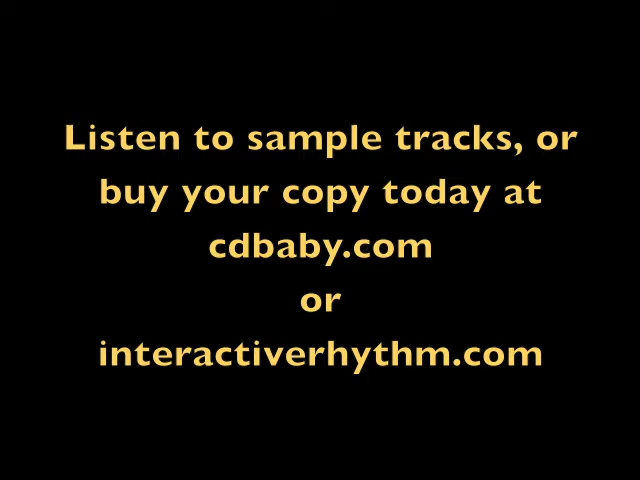 Listen to sample tracks, or
buy your copy today at
cdbaby.com
or
interactiverhythm.com